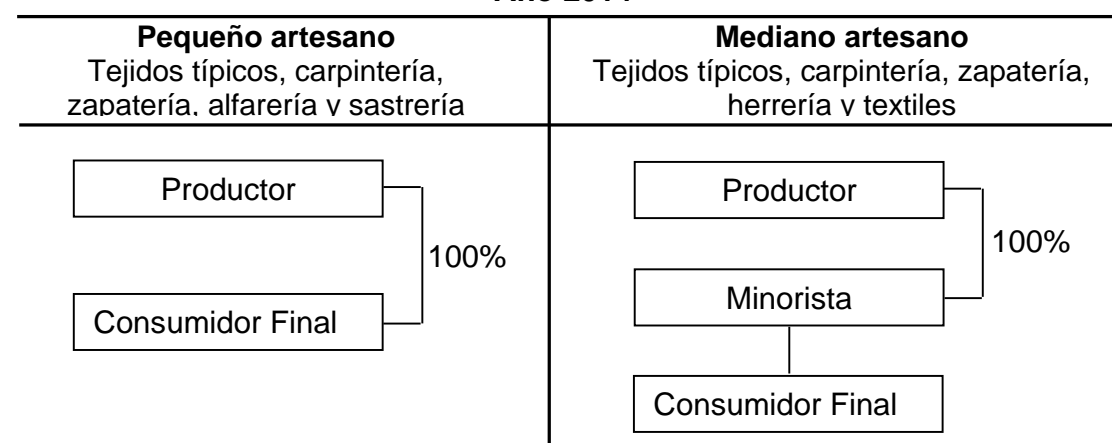 Pequeño artesano
Tejidos típicos, carpintería,
zapatería, alfarería y sastrería
Mediano artesano
Tejidos típicos, carpintería, zapatería,
herrería y textiles
Productor
100%
Consumidor Final
Productor
100%
Minorista
Consumidor Final